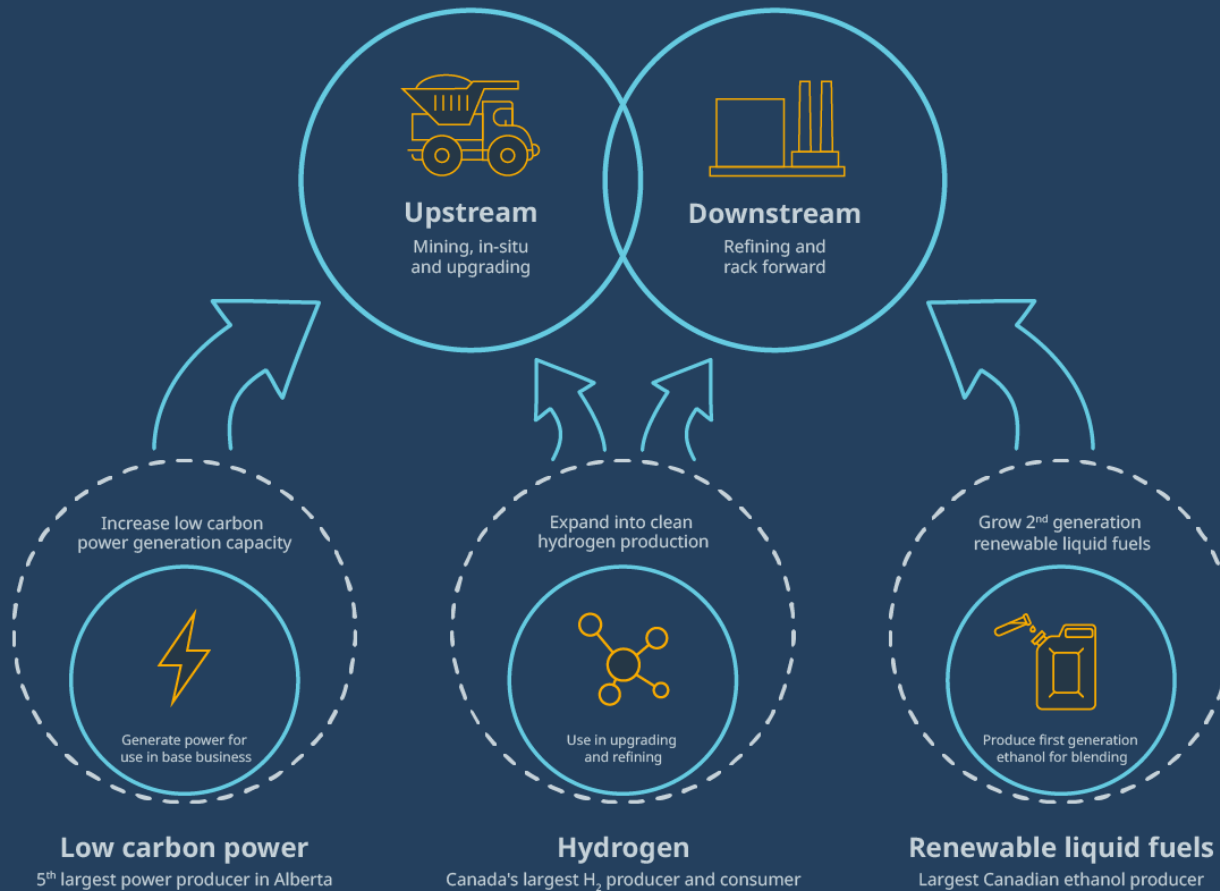 Upstream
Mining, in-situ
and upgrading
Downstream
Refining and
rack forward
Increase low carbon
power generation capacity
Generate power for
use in base business
Low carbon power
5th largest power producer in Alberta
Expand into clean
hydrogen production
Use in upgrading
and refining
Hydrogen
Canada's largest H₂ producer and consumer
Grow 2nd generation
renewable liquid fuels
Produce first generation
ethanol for blending
Renewable liquid fuels
Largest Canadian ethanol producer